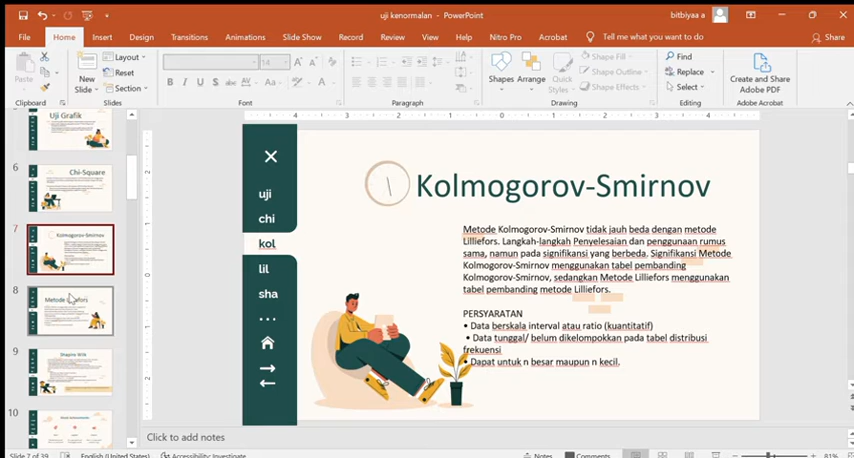 uji kenormalan - PowerPoint
bitbiyaa a
File
Home
Insert
Design
Transitions
Animations
Slide Show
Record
Review
View
Help
Nitro Pro
Acrobat
Tell me what you want to do
Share
Paste
New
Slide
Layout
Reset
Section
14
Shapes
Arrange
Quick
Styles
Shape Fill
Shape Outline
Shape Effects
Find
Replace
Select
Create and Share
Adobe PDF
Clipboard
Slides
Font
Paragraph
Drawing
Editing
Adobe Acrobat
Uji Grafik
6
Chi-Square
7
Kolmogorov-Smirnov
8
9
Shapiro Wilk
10
uji
chi
kol
lil
sha
...
Kolmogorov-Smirnov
Metode Kolmogorov-Smirnov tidak jauh beda dengan metode
Lilliefors. Langkah-langkah Penyelesaian dan penggunaan rumus
sama, namun pada signifikansi yang berbeda. Signifikansi Metode
Kolmogorov-Smirnov menggunakan tabel pembanding
Kolmogorov-Smirnov, sedangkan Metode Lilliefors menggunakan
tabel pembanding metode Lilliefors.
PERSYARATAN
• Data berskala interval atau ratio (kuantitatif)
• Data tunggal/ belum dikelompokkan pada tabel distribusi
frekuensi
• Dapat untuk n besar maupun n kecil.
Click to add notes
Slide 7 of 39
English (United States)
Accessibility: Investigate
Notes
Comments
81%